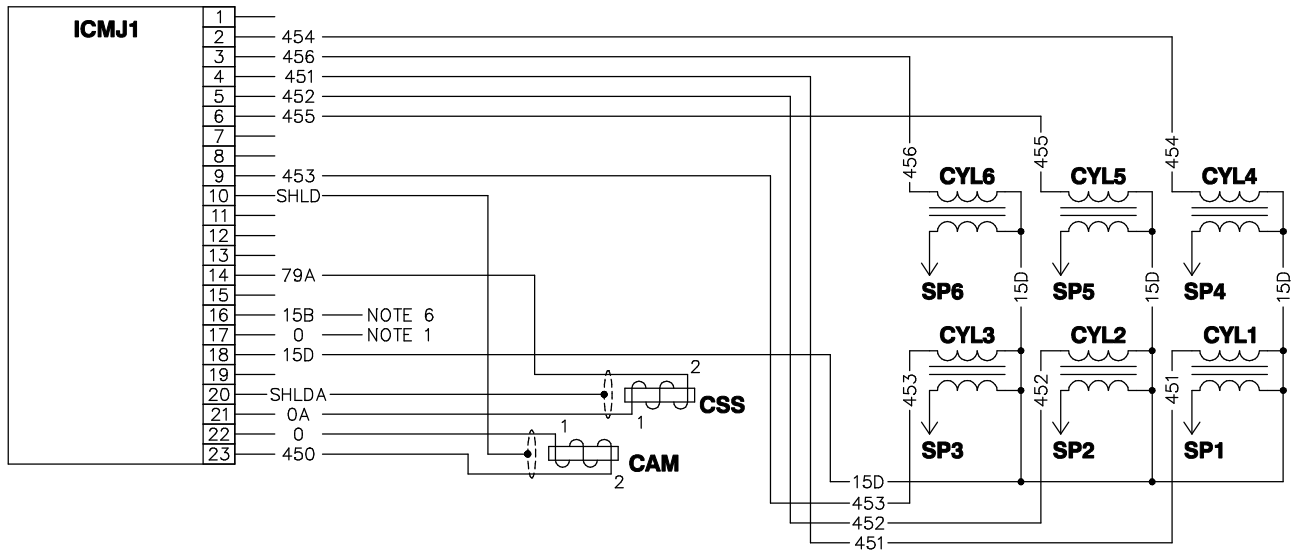 ICMJ1
1
2 454
3 456
4 451
5 452
6 455
7
8
9 453
10 SHLD
11
12
13
14 79A
15
16 15B NOTE 6
17 0 NOTE 1
18 15D
19
20 SHLDA
21 0A
22 0
23 450
456 455 454
CYL6 CYL5 CYL4
SP6 SP5 SP4
15D 15D 15D
CYL3 CYL2 CYL1
453 452 451
SP3 SP2 SP1
2
CSS
1
1
CAM
2
15D
453
452
451